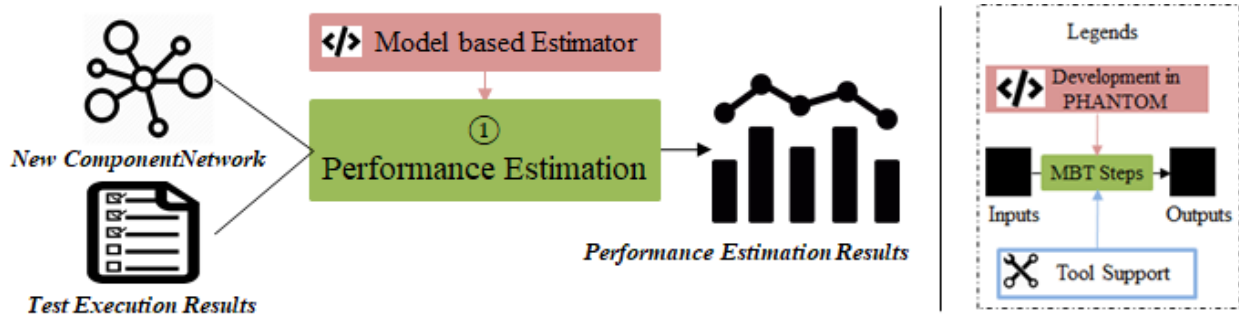 </> Model based Estimator
①
Performance Estimation
New ComponentNetwork
Test Execution Results
Performance Estimation Results
Legends
</> Development in
PHANTOM
MBT Steps
Inputs
Outputs
Tool Support